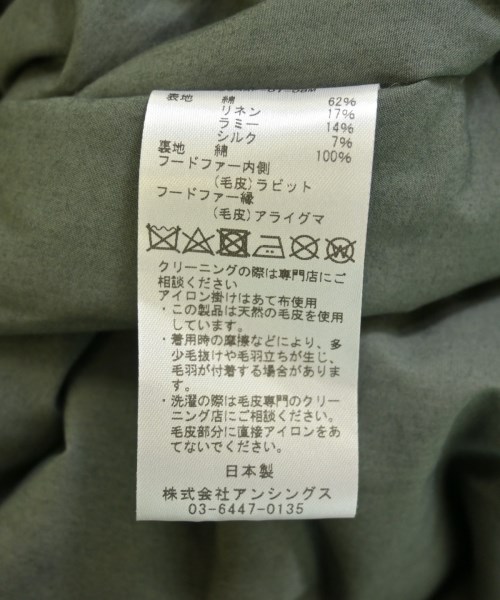 表地 綿 62%
リネン 17%
ラミー 14%
シルク 7%
裏地 綿 100%
フードファー内側
(毛皮)ラビット
フードファー縁
(毛皮)アライグマ
クリーニングの際は専門店にご
相談ください
アイロン掛けはあて布使用
・この製品は天然の毛皮を使用
しています。
・着用時の摩擦などにより、多
少毛抜けや毛羽立ちが生じ、
毛羽が付着する場合がありま
す。
・洗濯の際は毛皮専門のクリー
ニング店にご相談ください。
毛皮部分に直接アイロンをあ
てないでください。
日本製
株式会社アンシングス
03-6447-0135